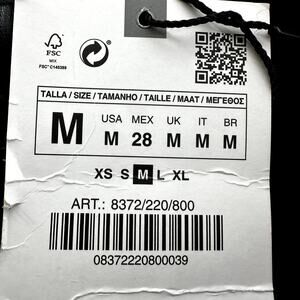 FSC
MIX
FSC® C145399
TALLA / SIZE / TAMANHO / TAILLE / MAAT / ΜΕΓΕΘΟΣ
M
USA MEX UK IT BR
M 28 M M M
XS S M L XL
ART.: 8372/220/800
08372220800039